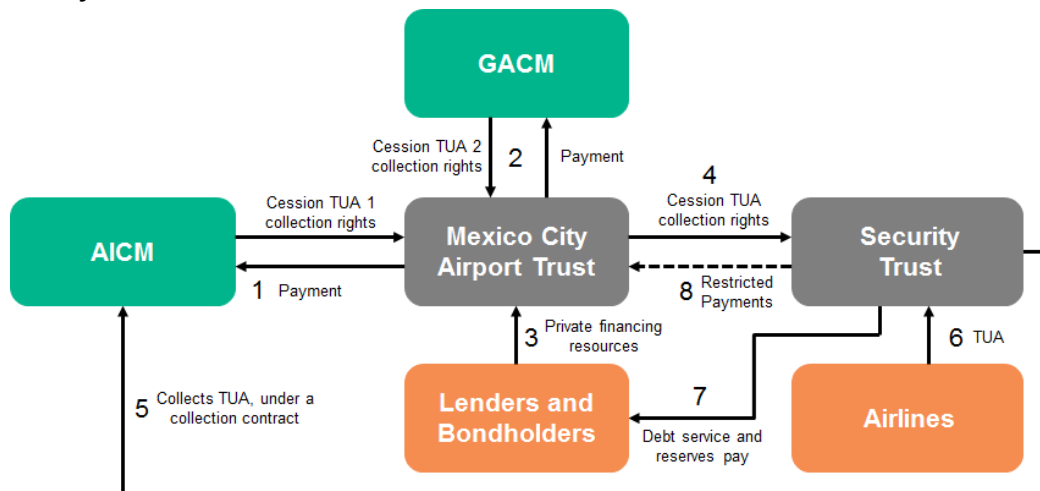 GACM
Cession TUA 2
collection rights
2
Payment
4
Cession TUA 1
collection rights
Cession TUA
collection rights
AICM
Mexico City
Airport Trust
Security
Trust
1 Payment
8 Restricted
Payments
3 Private financing
resources
6 TUA
5 Collects TUA, under a
collection contract
Lenders and
Bondholders
7
Debt service and
reserves pay
Airlines